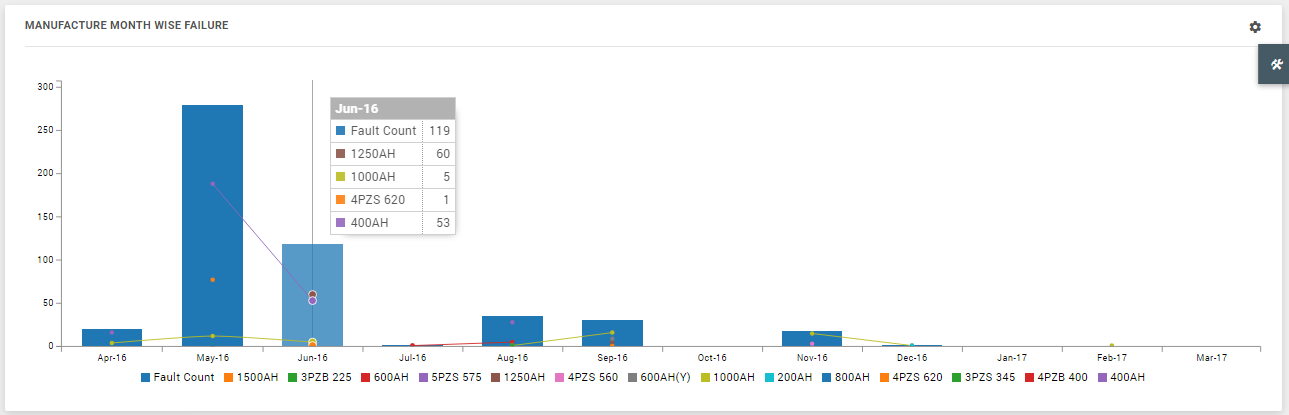 MANUFACTURE MONTH WISE FAILURE
300
250
200
150
100
50
0
Jun-16
Fault Count 119
1250AH 60
1000AH 5
4PZS 620 1
400AH 53
Apr-16 May-16 Jun-16 Jul-16 Aug-16 Sep-16 Oct-16 Nov-16 Dec-16 Jan-17 Feb-17 Mar-17
Fault Count 1500AH 3PZB 225 600AH 5PZS 575 1250AH 4PZS 560 600AH(Y) 1000AH 200AH 800AH 4PZS 620 3PZS 345 4PZB 400 400AH